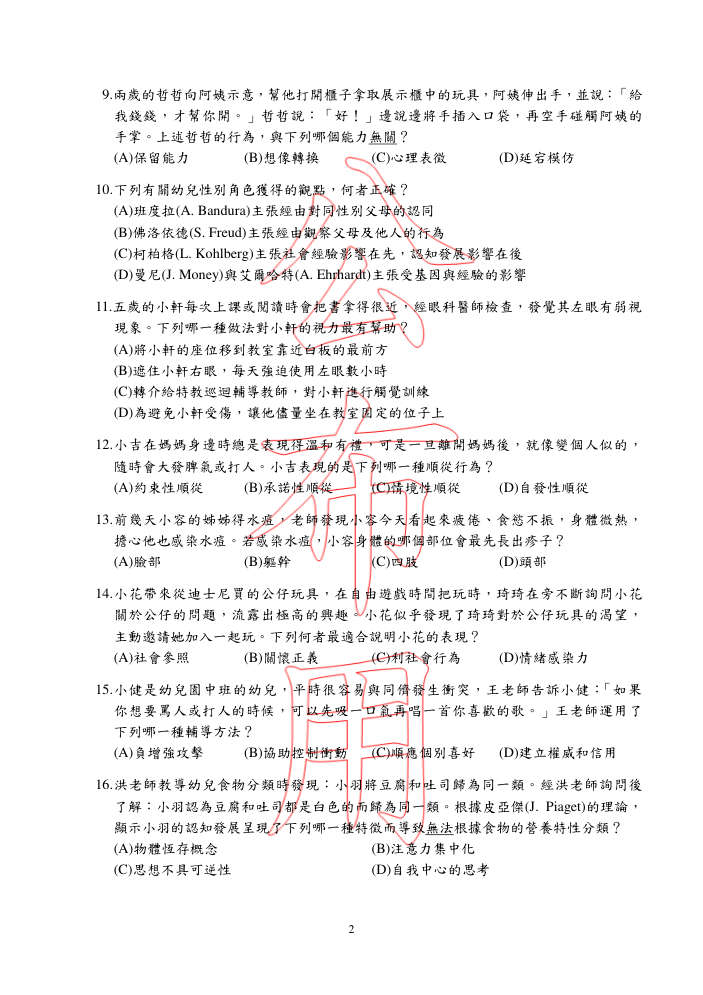 9.兩歲的哲哲向阿姨示意，幫他打開櫃子拿取展示櫃中的玩具，阿姨伸出手，並說：「給
我錢錢，才幫你開。」哲哲說：「好！」邊說邊將手插入口袋，再空手碰觸阿姨的
手掌。上述哲哲的行為，與下列哪個能力無關？
(A)保留能力 (B)想像轉換 (C)心理表徵 (D)延宕模仿
10.下列有關幼兒性別角色獲得的觀點，何者正確？
(A)班度拉(A. Bandura)主張經由對同性別父母的認同
(B)佛洛依德(S. Freud)主張經由觀察父母及他人的行為
(C)柯柏格(L. Kohlberg)主張社會經驗影響在先，認知發展影響在後
(D)曼尼(J. Money)與艾爾哈特(A. Ehrhardt)主張受基因與經驗的影響
11.五歲的小軒每次上課或閱讀時會把書拿得很近，經眼科醫師檢查，發覺其左眼有弱視
現象。下列哪一種做法對小軒的視力最有幫助？
(A)將小軒的座位移到教室靠近白板的最前方
(B)遮住小軒右眼，每天強迫使用左眼數小時
(C)轉介給特教巡迴輔導教師，對小軒進行觸覺訓練
(D)為避免小軒受傷，讓他儘量坐在教室固定的位子上
12.小吉在媽媽身邊時總是表現得溫和有禮，可是一旦離開媽媽後，就像變個人似的，
隨時會大發脾氣或打人。小吉表現的是下列哪一種順從行為？
(A)約束性順從 (B)承諾性順從 (C)情境性順從 (D)自發性順從
13.前幾天小容的姊姊得水痘，老師發現小容今天看起來疲倦、食慾不振，身體微熱，
擔心他也感染水痘。若感染水痘，小容身體的哪個部位會最先長出疹子？
(A)臉部 (B)軀幹 (C)四肢 (D)頭部
14.小花帶來從迪士尼買的公仔玩具，在自由遊戲時間把玩時，琦琦在旁不斷詢問小花
關於公仔的問題，流露出極高的興趣。小花似乎發現了琦琦對於公仔玩具的渴望，
主動邀請她加入一起玩。下列何者最適合說明小花的表現？
(A)社會參照 (B)關懷正義 (C)利社會行為 (D)情緒感染力
15.小健是幼兒園中班的幼兒，平時很容易與同儕發生衝突，王老師告訴小健：「如果
你想要罵人或打人的時候，可以先吸一口氣再唱一首你喜歡的歌。」王老師運用了
下列哪一種輔導方法？
(A)負增強攻擊 (B)協助控制衝動 (C)順應個別喜好 (D)建立權威和信用
16.洪老師教導幼兒食物分類時發現：小羽將豆腐和吐司歸為同一類。經洪老師詢問後
了解：小羽認為豆腐和吐司都是白色的而歸為同一類。根據皮亞傑(J. Piaget)的理論，
顯示小羽的認知發展呈現了下列哪一種特徵而導致無法根據食物的營養特性分類？
(A)物體恆存概念 (B)注意力集中化
(C)思想不具可逆性 (D)自我中心的思考
公布用
2